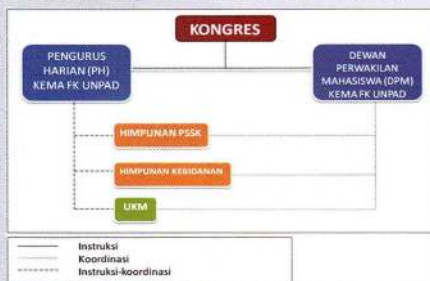 KONGRES
PENGURUS
HARIAN (PH)
KEMA FK UNPAD
DEWAN
PERWAKILAN
MAHASISWA (DPM)
KEMA FK UNPAD
HIMPUNAN PSSK
HIMPUNAN KEBIDANAN
UKM
Instruksi
Koordinasi
Instruksi-koordinasi